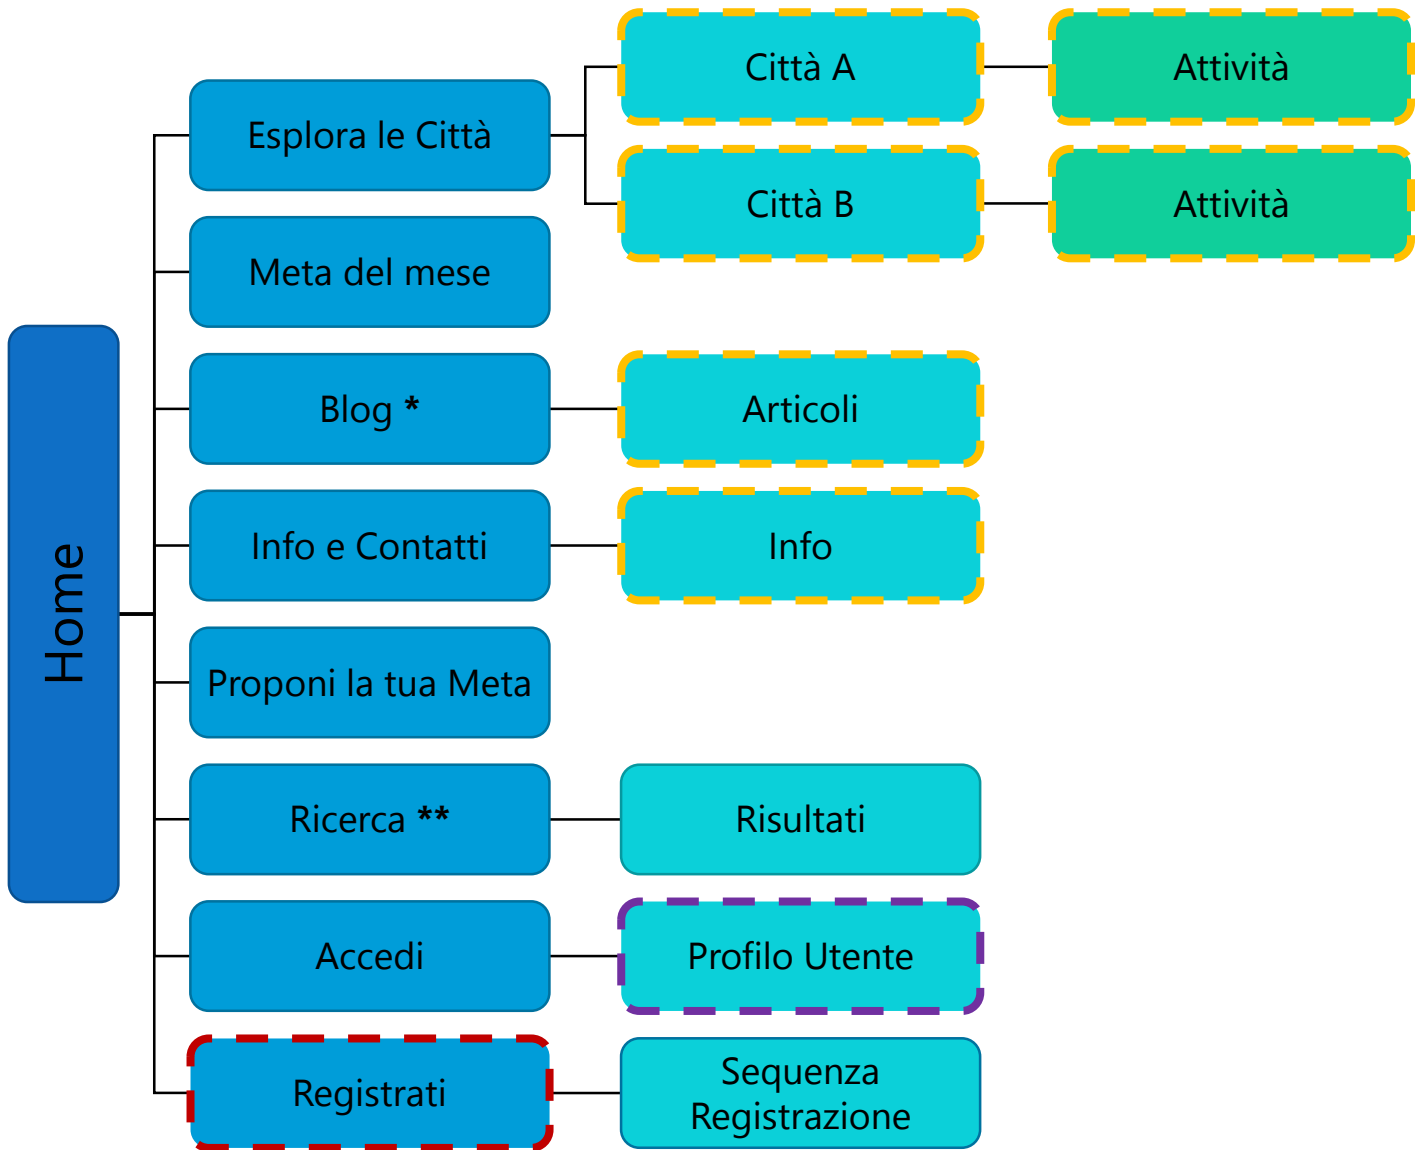 Home
Esplora le Città
Città A
Attività
Città B
Attività
Meta del mese
Blog *
Articoli
Info e Contatti
Info
Proponi la tua Meta
Ricerca **
Risultati
Accedi
Profilo Utente
Registrati
Sequenza
Registrazione